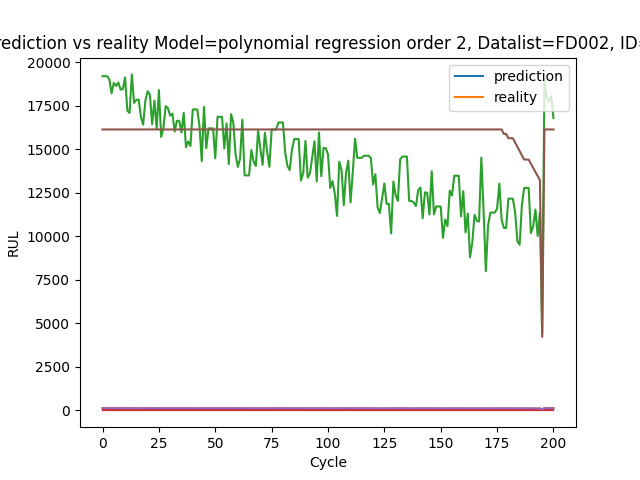 rediction vs reality Model=polynomial regression order 2, Datalist=FD002, ID=
prediction
reality
RUL
20000
17500
15000
12500
10000
7500
5000
2500
0
0 25 50 75 100 125 150 175 200
Cycle